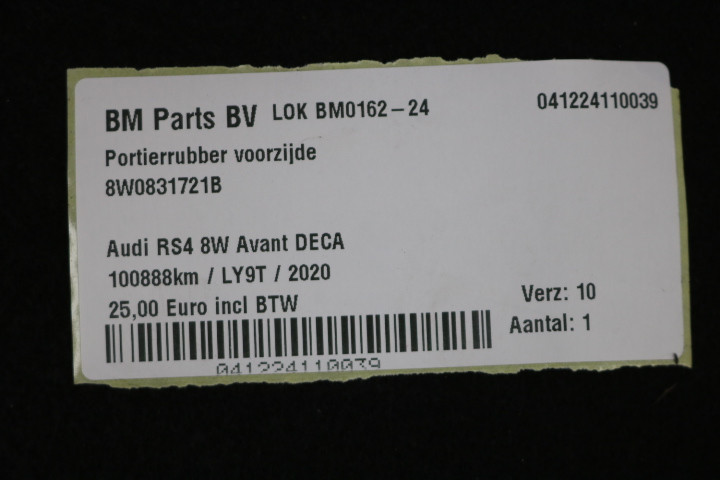 BM Parts BV LOK BM0162-24 041224110039
Portierrubber voorzijde
8W0831721B
Audi RS4 8W Avant DECA
100888km / LY9T / 2020
25,00 Euro incl BTW
Verz: 10
Aantal: 1
041224110039